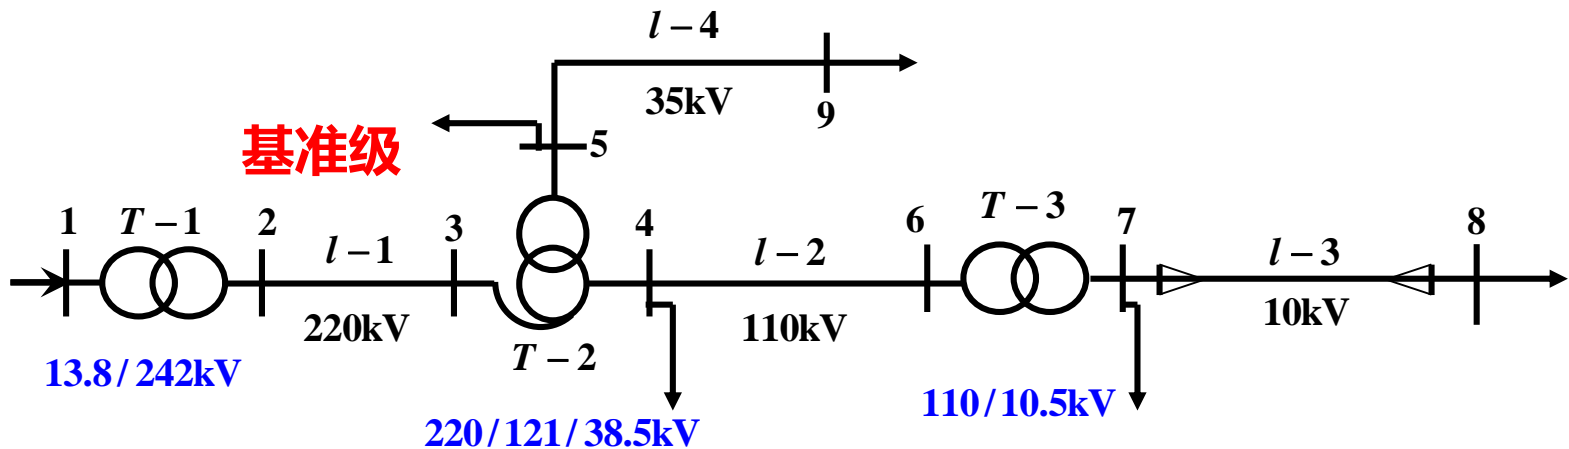 l − 4
35kV
9
基准级
5
1
T − 1
2
l − 1
3
4
l − 2
6
T − 3
7
l − 3
8
220kV
110kV
10kV
T − 2
13.8 / 242kV
110 / 10.5kV
220 / 121 / 38.5kV